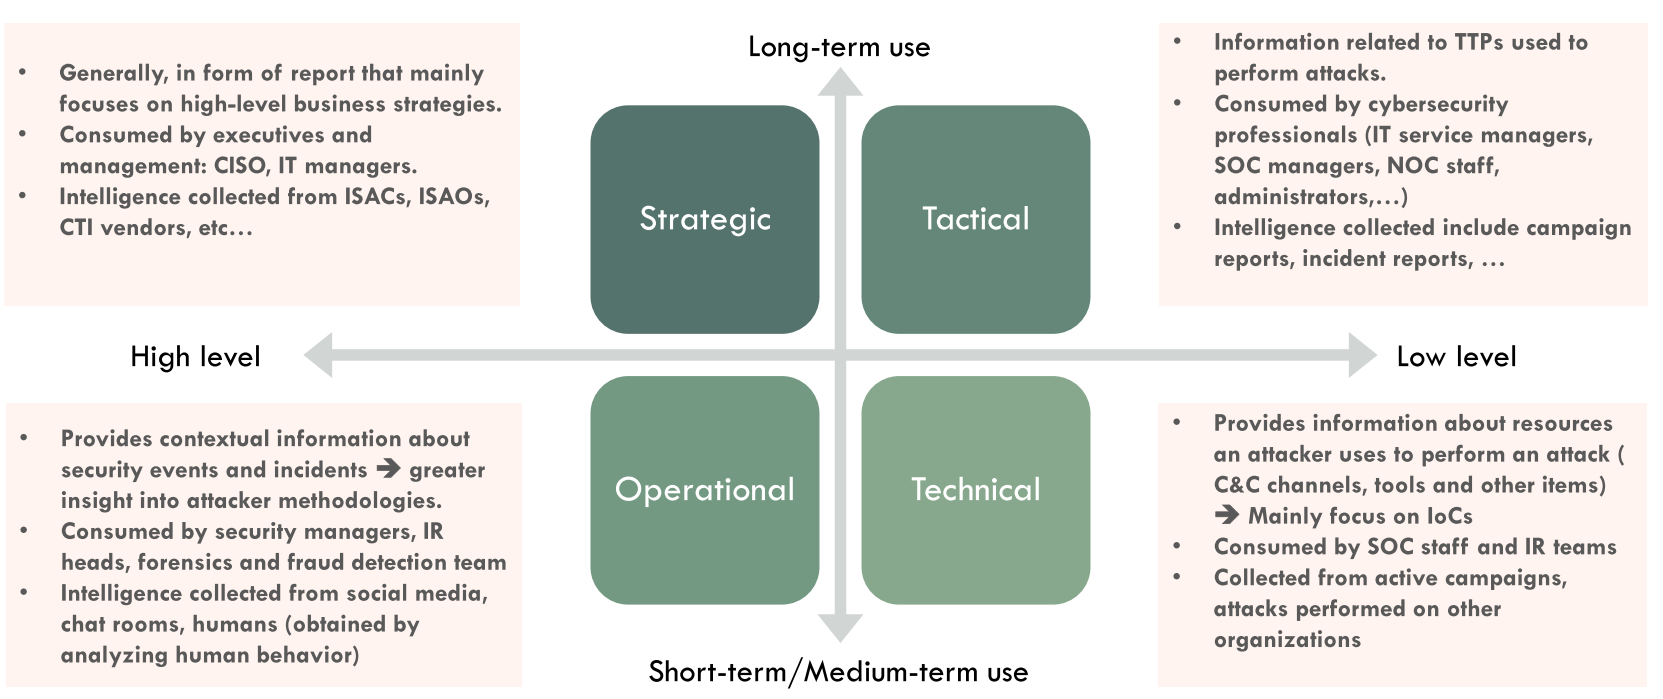 Long-term use
• Generally, in form of report that mainly
focuses on high-level business strategies.
• Consumed by executives and
management: CISO, IT managers.
• Intelligence collected from ISACs, ISAOs,
CTI vendors, etc...
Strategic
Tactical
• Information related to TTPs used to
perform attacks.
• Consumed by cybersecurity
professionals (IT service managers,
SOC managers, NOC staff,
administrators,...)
• Intelligence collected include campaign
reports, incident reports, ...
High level
Low level
• Provides contextual information about
security events and incidents ➔ greater
insight into attacker methodologies.
• Consumed by security managers, IR
heads, forensics and fraud detection team
• Intelligence collected from social media,
chat rooms, humans (obtained by
analyzing human behavior)
Operational
Technical
• Provides information about resources
an attacker uses to perform an attack (
C&C channels, tools and other items)
➔ Mainly focus on IoCs
• Consumed by SOC staff and IR teams
• Collected from active campaigns,
attacks performed on other
organizations
Short-term/Medium-term use